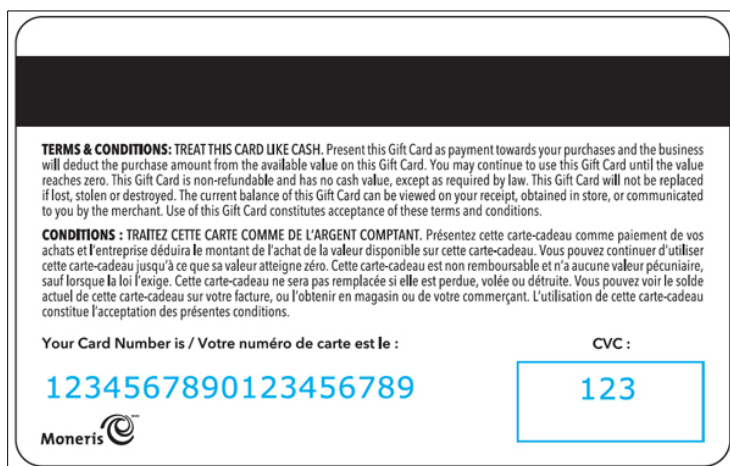 TERMS & CONDITIONS: TREAT THIS CARD LIKE CASH. Present this Gift Card as payment towards your purchases and the business
will deduct the purchase amount from the available value on this Gift Card. You may continue to use this Gift Card until the value
reaches zero. This Gift Card is non-refundable and has no cash value, except as required by law. This Gift Card will not be replaced
if lost, stolen or destroyed. The current balance of this Gift Card can be viewed on your receipt, obtained in store, or communicated
to you by the merchant. Use of this Gift Card constitutes acceptance of these terms and conditions.
CONDITIONS : TRAITEZ CETTE CARTE COMME DE L'ARGENT COMPTANT. Présentez cette carte-cadeau comme paiement de vos
achats et l'entreprise déduira le montant de l'achat de la valeur disponible sur cette carte-cadeau. Vous pouvez continuer d'utiliser
cette carte-cadeau jusqu'à ce que sa valeur atteigne zéro. Cette carte-cadeau est non remboursable et n'a aucune valeur pécuniaire,
sauf lorsque la loi l'exige. Cette carte-cadeau ne sera pas remplacée si elle est perdue, volée ou détruite. Vous pouvez voir le solde
actuel de cette carte-cadeau sur votre facture, ou l'obtenir en magasin ou de votre commerçant. L'utilisation de cette carte-cadeau
constitue l'acceptation des présentes conditions.
Your Card Number is / Votre numéro de carte est le :
CVC :
1234567890123456789
123
Moneris